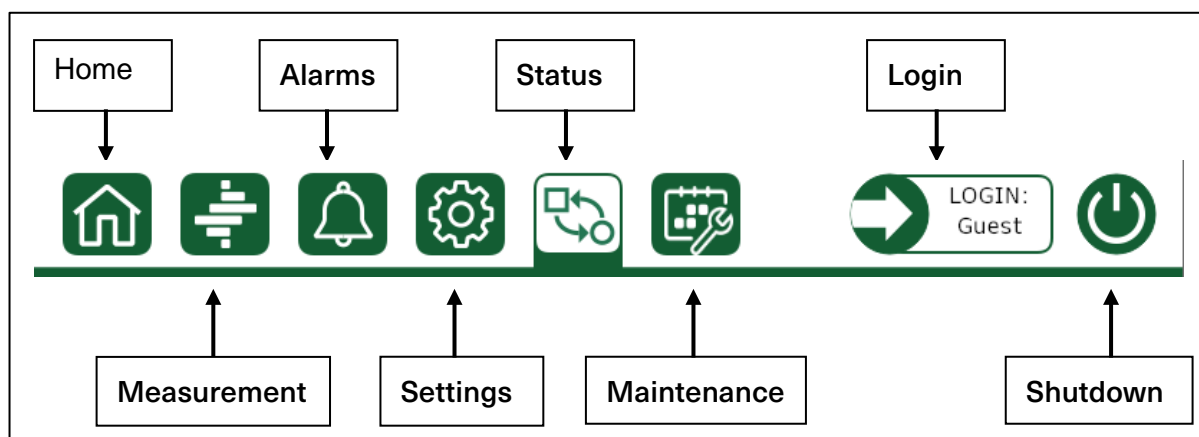 Home
Alarms
Status
Login
LOGIN:
Guest
Measurement
Settings
Maintenance
Shutdown